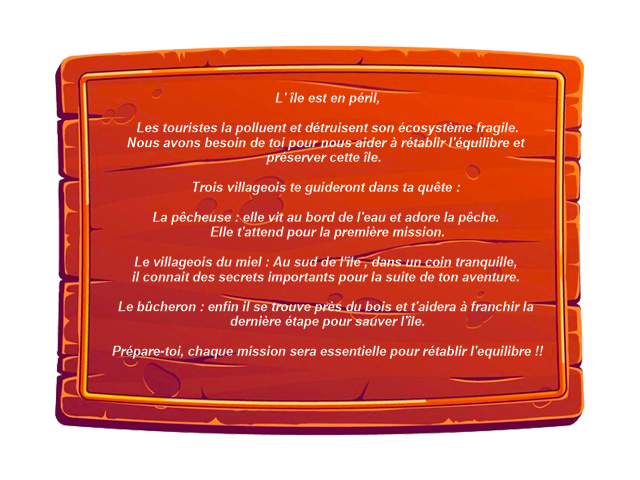 L' île est en péril,
Les touristes la polluent et détruisent son écosystème fragile.
Nous avons besoin de toi pour nous aider à rétablir l'équilibre et
préserver cette île.
Trois villageois te guideront dans ta quête :
La pêcheuse : elle vit au bord de l'eau et adore la pêche.
Elle t'attend pour la première mission.
Le villageois du miel : Au sud de l'île , dans un coin tranquille,
il connait des secrets importants pour la suite de ton aventure.
Le bûcheron : enfin il se trouve près du bois et t'aidera à franchir la
dernière étape pour sauver l'île.
Prépare-toi, chaque mission sera essentielle pour rétablir l'equilibre !!